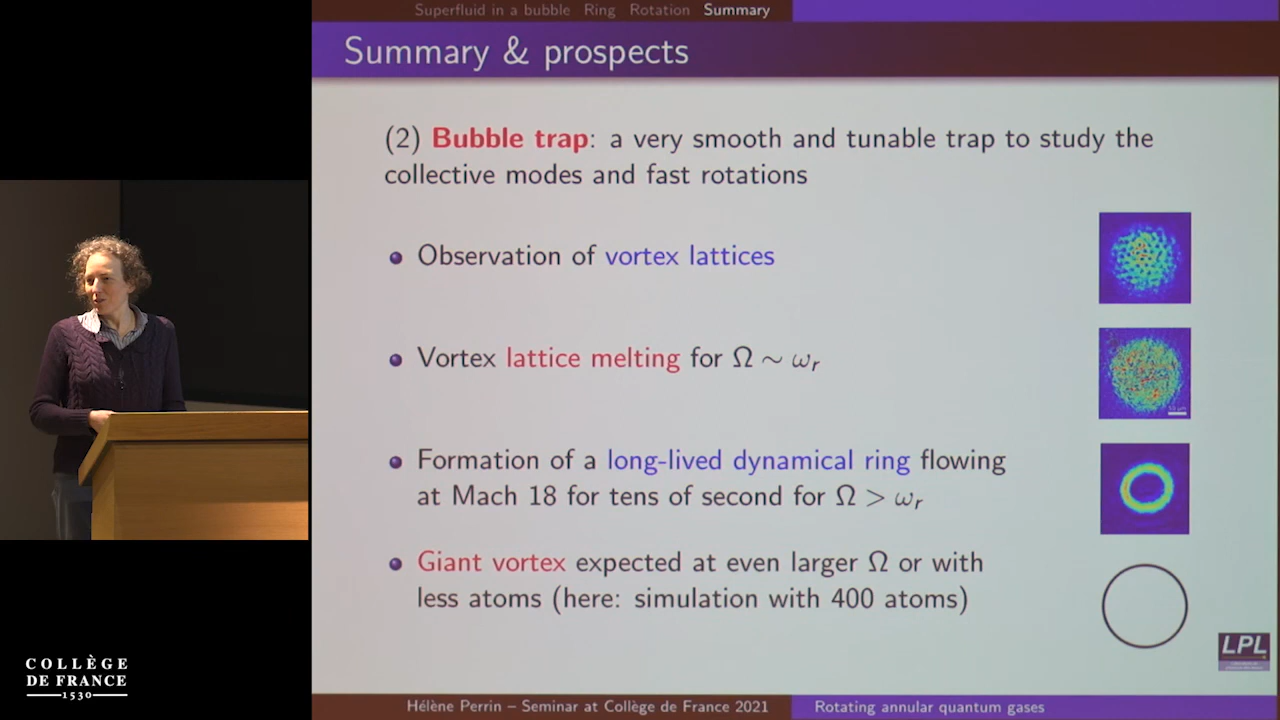 Superfluid in a bubble Ring Rotation Summary
Summary & prospects
(2) Bubble trap: a very smooth and tunable trap to study the
collective modes and fast rotations
Observation of vortex lattices
Vortex lattice melting for Ω ∼ ωr
Formation of a long-lived dynamical ring flowing
at Mach 18 for tens of second for Ω > ωr
Giant vortex expected at even larger Ω or with
less atoms (here: simulation with 400 atoms)
LPL
COLLÈGE
DE FRANCE
1530
Hélène Perrin – Seminar at Collège de France 2021
Rotating annular quantum gases